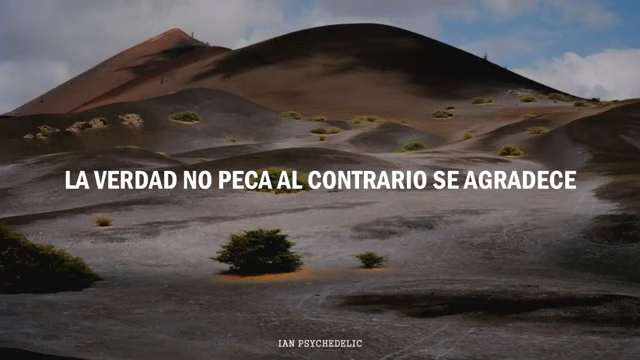 LA VERDAD NO PECA AL CONTRARIO SE AGRADECE
IAN PSYCHEDELIC